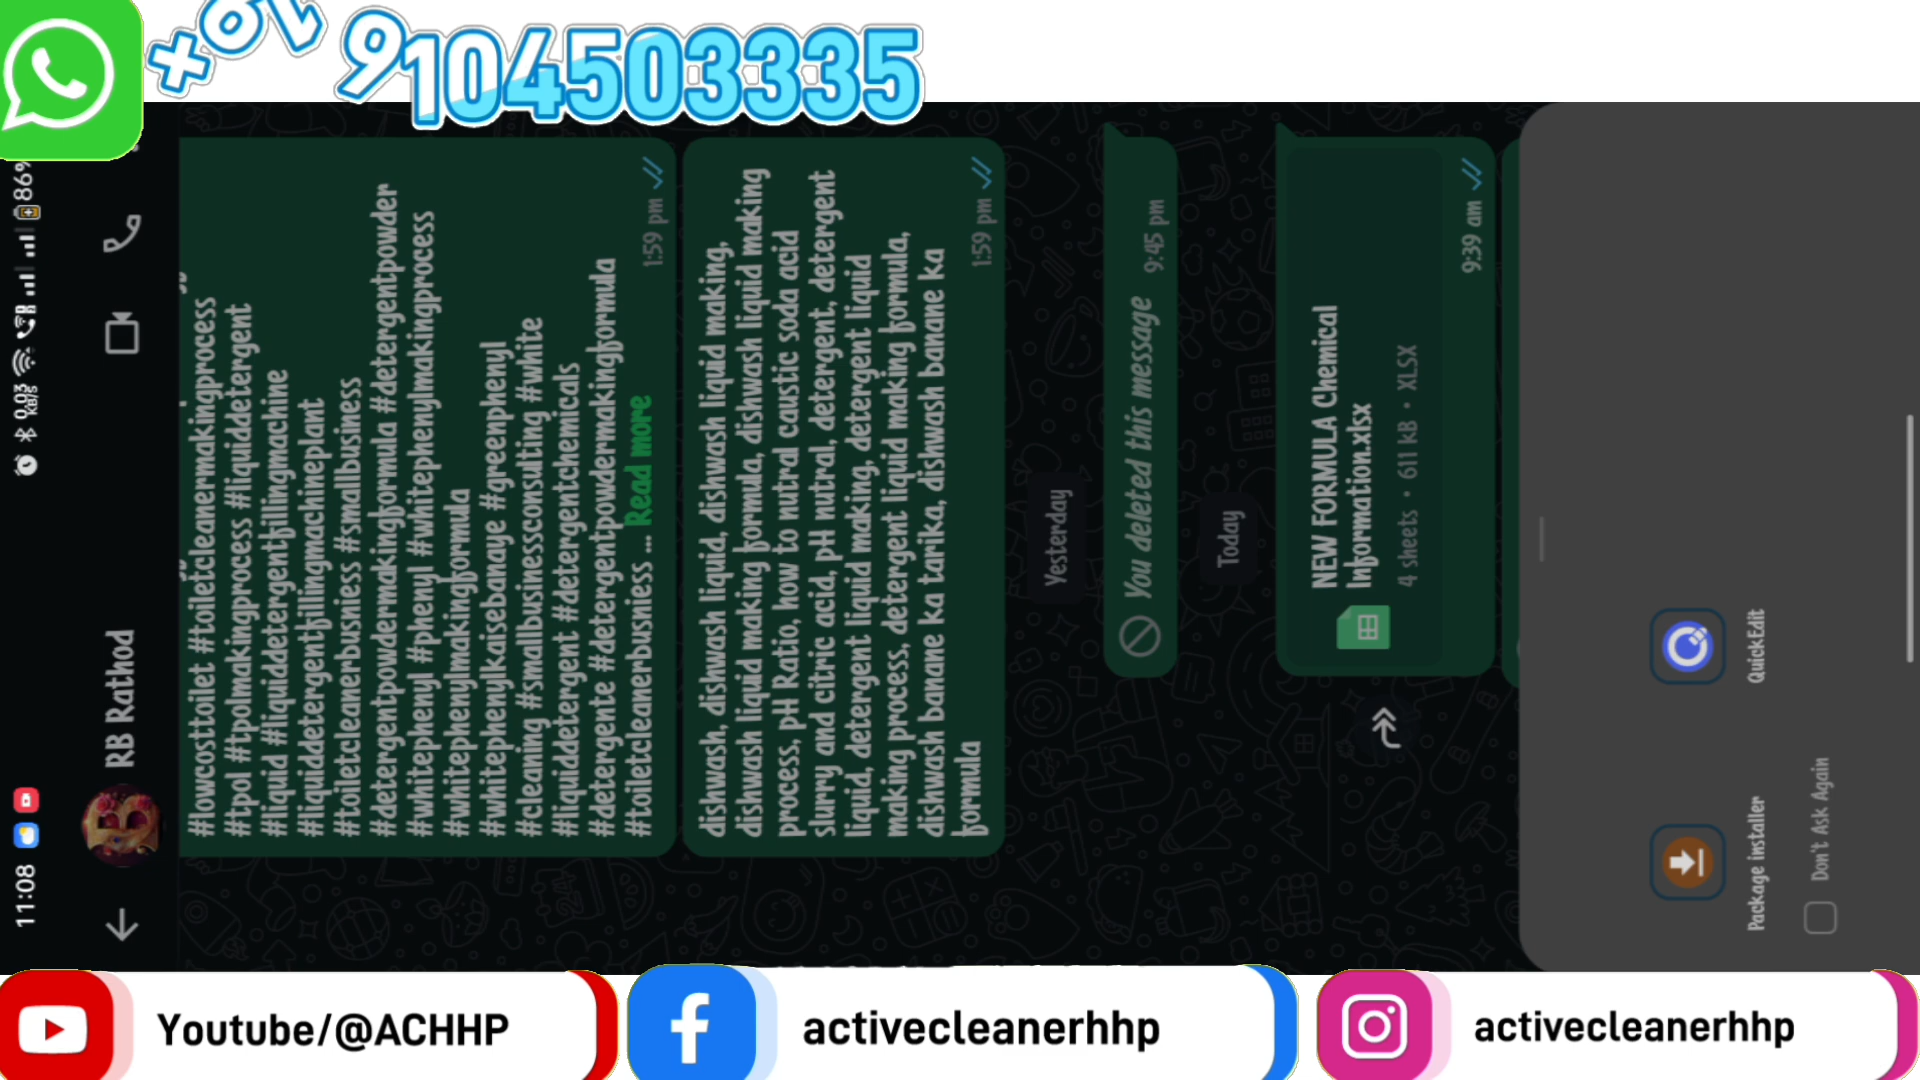 +91 9104503335
11:08
0.03
KB/S
86%
RB Rathod
#lowcosttoilet #toiletcleanermakingprocess
#tpol #tpolmakingprocess #liquiddetergent
#liquid #liquiddetergentfillingmachine
#liquiddetergentfillingmachineplant
#toiletcleanerbusniess #smallbusiness
#detergentpowdermakingformula #detergentpowder
#whitephenyl #phenyl #whitephenylmakingprocess
#whitephenylmakingformula
#whitephenylkaisebanaye #greenphenyl
#cleaning #smallbusinessconsulting #white
#liquiddetergent #detergentchemicals
#detergente #detergentpowdermakingformula
#toiletcleanerbusniess ... Read more
1:59 pm
dishwash, dishwash liquid, dishwash liquid making,
dishwash liquid making formula, dishwash liquid making
process, pH Ratio, how to nutral caustic soda acid
slurry and citric acid, pH nutral, detergent, detergent
liquid, detergent liquid making, detergent liquid
making process, detergent liquid making formula,
dishwash banane ka tarika, dishwash banane ka
formula
1:59 pm
Yesterday
You deleted this message 9:45 pm
Today
NEW FORMULA Chemical
Information.xlsx
4 sheets • 611 kB • XLSX
9:39 am
Package installer
QuickEdit
Don't Ask Again
Youtube/@ACHHP
activecleanerhhp
activecleanerhhp